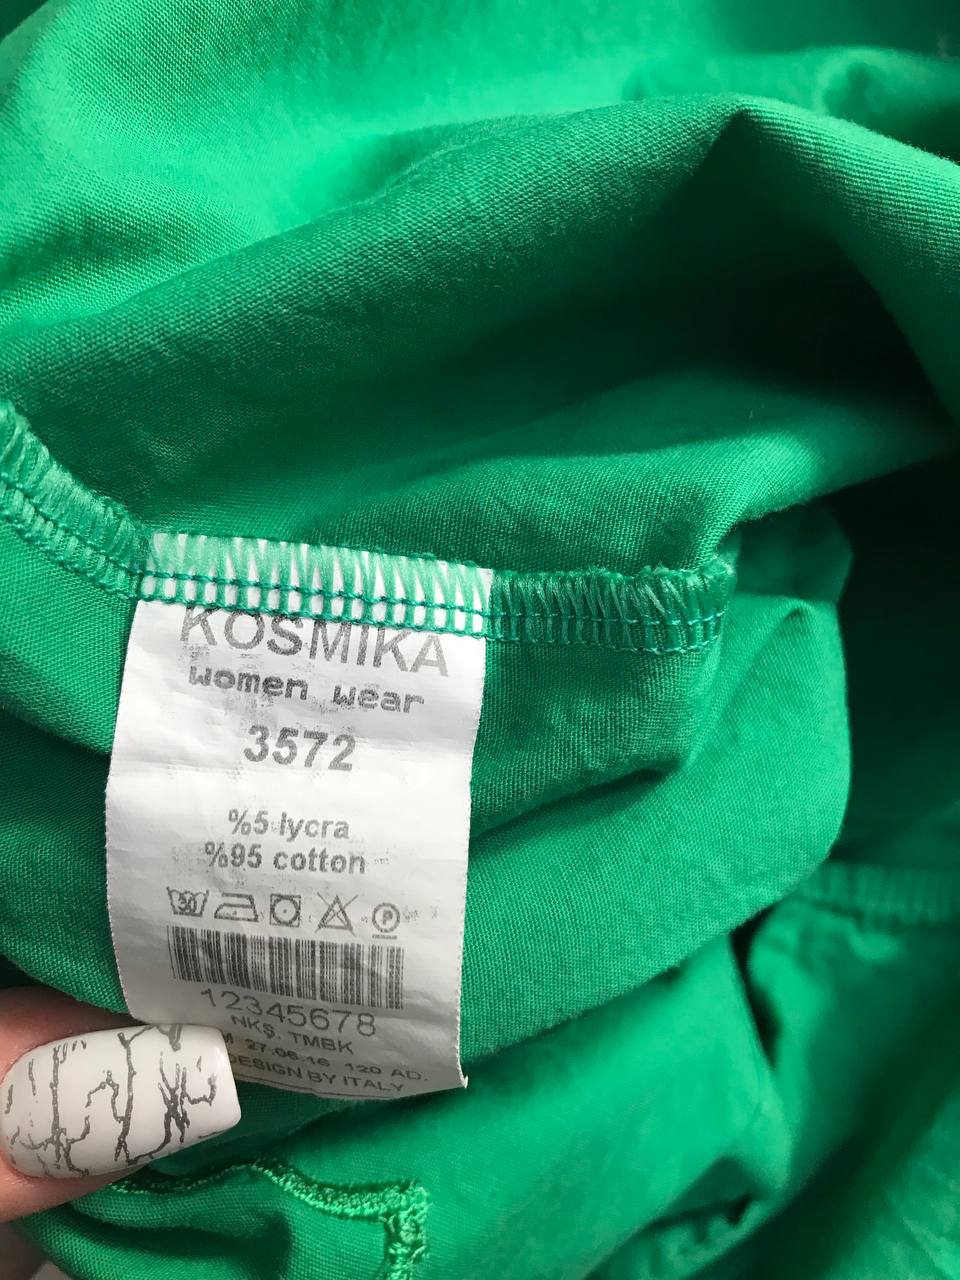 KOSMIKA
women wear
3572
%5 lycra
%95 cotton
30 P
12345678
NKŞ, TMBK
27.06.16 120 AD.
DESIGN BY ITALY